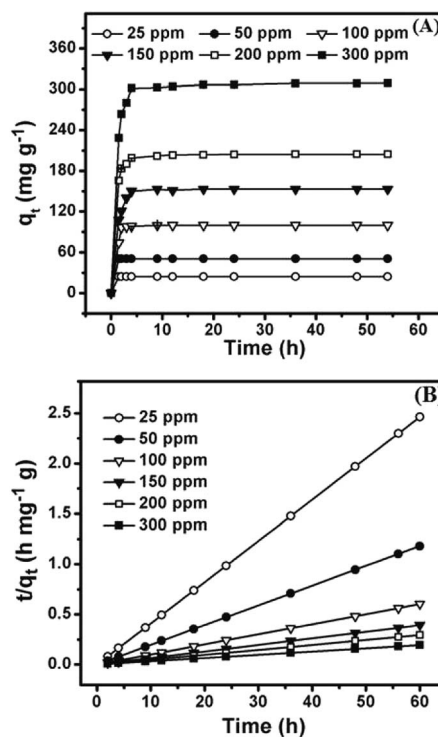 (A)
25 ppm 50 ppm 100 ppm
150 ppm 200 ppm 300 ppm
360
300
240
180
120
60
0
qt (mg g-1)
0 10 20 30 40 50 60
Time (h)
(B)
25 ppm
50 ppm
100 ppm
150 ppm
200 ppm
300 ppm
2.5
2.0
1.5
1.0
0.5
0.0
t/qt (h mg-1 g)
0 10 20 30 40 50 60
Time (h)